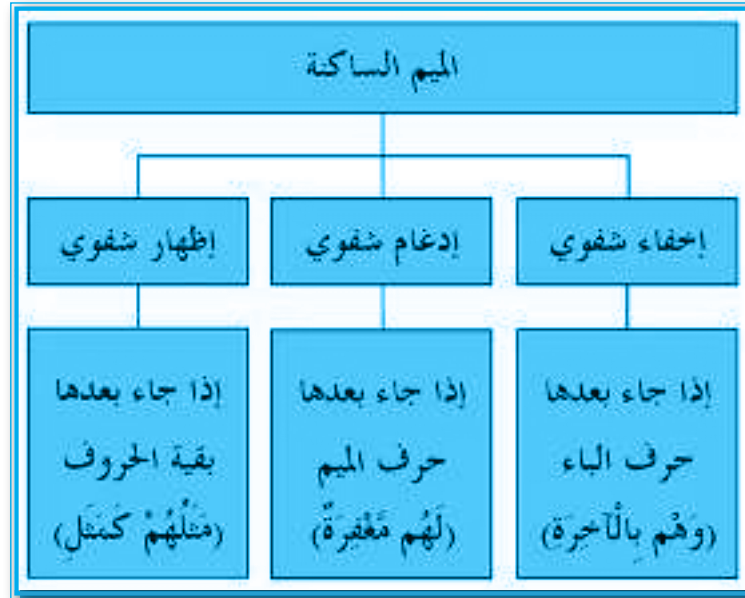 الميم الساكنة
إخفاء شفوي
إدغام شفوي
إظهار شفوي
إذا جاء بعدها
حرف الباء
(وَهُم بِالْآخِرَةِ)
إذا جاء بعدها
حرف الميم
(لَهُم مَّغْفِرَةٌ)
إذا جاء بعدها
بقية الحروف
(مَثَلُهُمْ كَمَثَلِ)